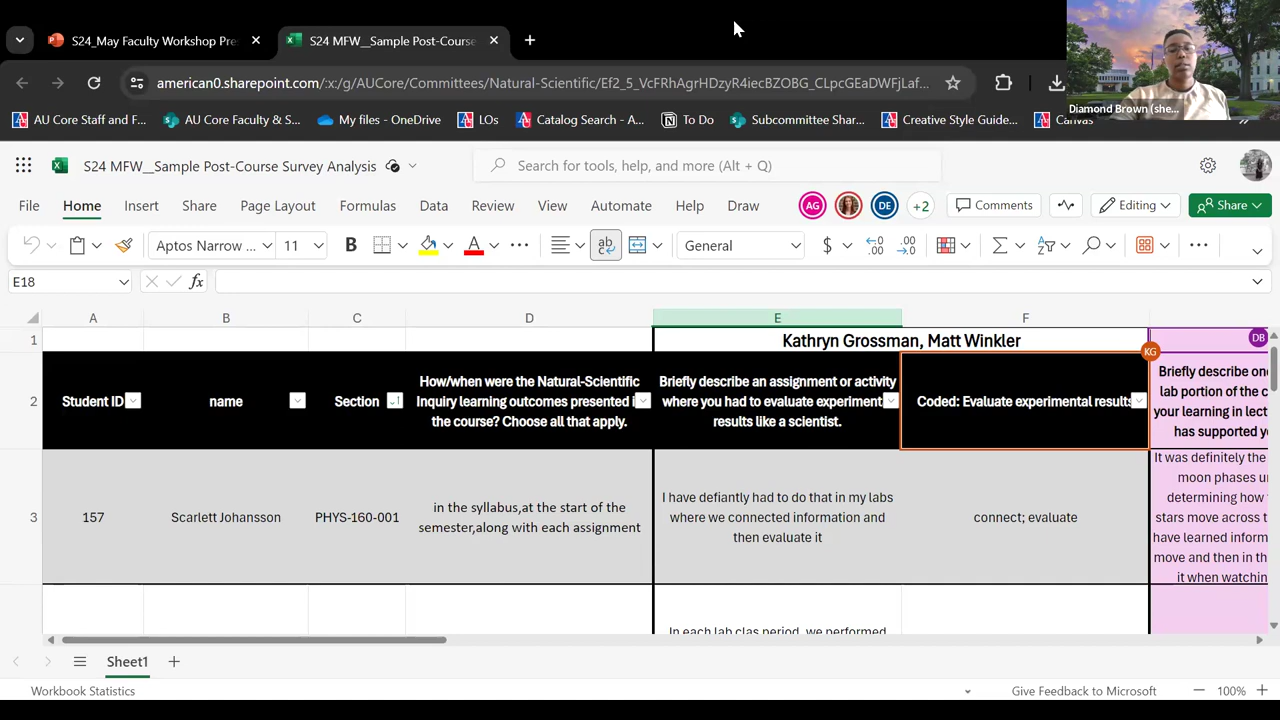 S24_May Faculty Workshop Pre
S24 MFW__Sample Post-Course
american0.sharepoint.com/:x:/g/AUCore/Committees/Natural-Scientific/Ef2_5_VcFRhAgrHDzyR4iecBZOBG_CLpcGEaDWFjLaf...
Diamond Brown (she...
AU Core Staff and F...
AU Core Faculty & S...
My files - OneDrive
LOs
Catalog Search - A...
To Do
Subcommittee Shar...
Creative Style Guide...
Canvas
S24 MFW__Sample Post-Course Survey Analysis
Search for tools, help, and more (Alt + Q)
File Home Insert Share Page Layout Formulas Data Review View Automate Help Draw
AG DE +2
Comments
Editing
Share
Aptos Narrow ... 11 B A ... ab General $ .00 .00 ...
E18 fx
A B C D E F
1 Kathryn Grossman, Matt Winkler
DB
KG
2
Student ID
name
Section
How/when were the Natural-Scientific
Inquiry learning outcomes presented i
the course? Choose all that apply.
Briefly describe an assignment or activity
where you had to evaluate experiment
results like a scientist.
Coded: Evaluate experimental results
Briefly describe one
lab portion of the c
your learning in lect
has supported yo
3
157
Scarlett Johansson
PHYS-160-001
in the syllabus,at the start of the
semester,along with each assignment
I have defiantly had to do that in my labs
where we connected information and
then evaluate it
connect; evaluate
It was definitely the
moon phases u
determining how
stars move across t
have learned inform
move and then in th
it when watchin
In each lab clas period, we performed
Sheet1
Workbook Statistics
Give Feedback to Microsoft
100%